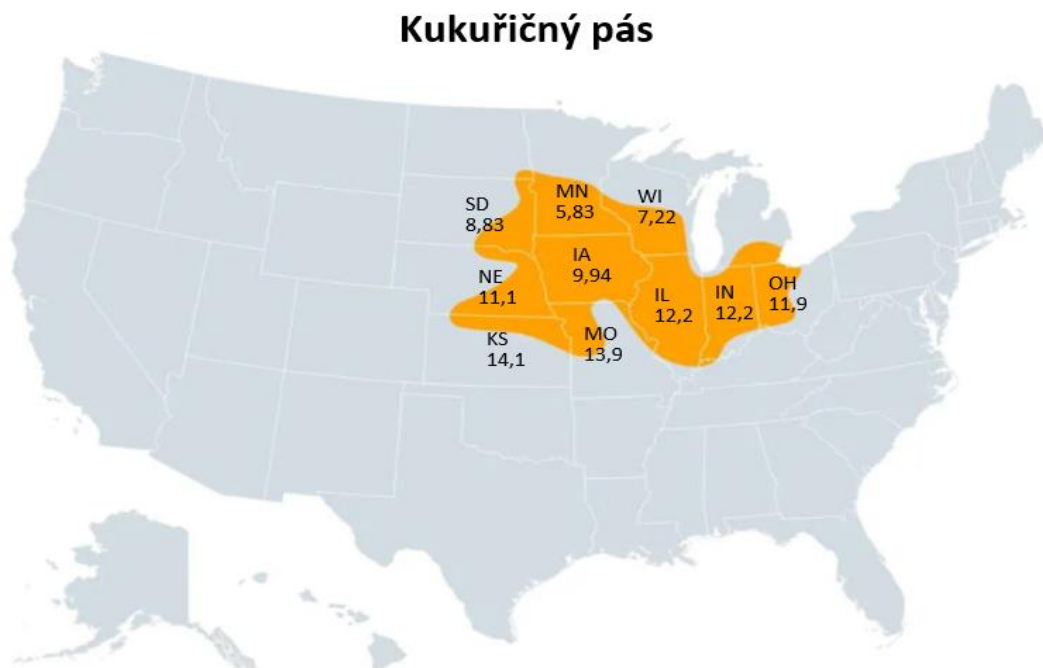 Kukuřičný pás
MN
5,83
WI
7,22
SD
8,83
IA
9,94
NE
11,1
IL
12,2
IN
12,2
OH
11,9
KS
14,1
MO
13,9